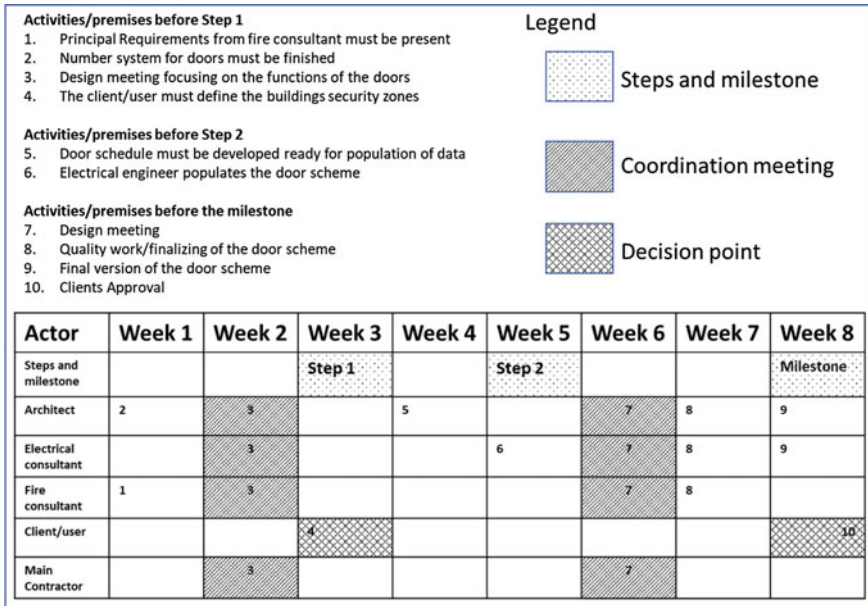 Activities/premises before Step 1
1. Principal Requirements from fire consultant must be present
2. Number system for doors must be finished
3. Design meeting focusing on the functions of the doors
4. The client/user must define the buildings security zones
Activities/premises before Step 2
5. Door schedule must be developed ready for population of data
6. Electrical engineer populates the door scheme
Activities/premises before the milestone
7. Design meeting
8. Quality work/finalizing of the door scheme
9. Final version of the door scheme
10. Clients Approval
Legend
Steps and milestone
Coordination meeting
Decision point
Actor Week 1 Week 2 Week 3 Week 4 Week 5 Week 6 Week 7 Week 8
Steps and
milestone
Step 1 Step 2 Milestone
Architect 2 3 5 7 8 9
Electrical
consultant
3 6 7 8 9
Fire
consultant
1 3 7 8
Client/user 4 10
Main
Contractor
3 7